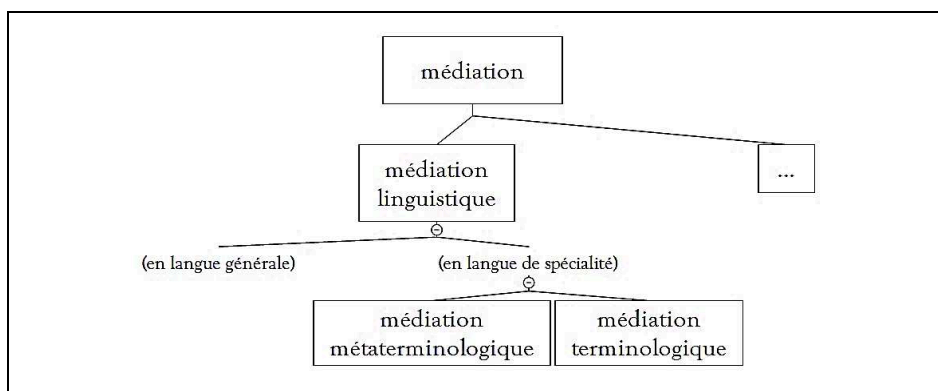 médiation
médiation
linguistique
...
(en langue générale)
(en langue de spécialité)
médiation
métaterminologique
médiation
terminologique